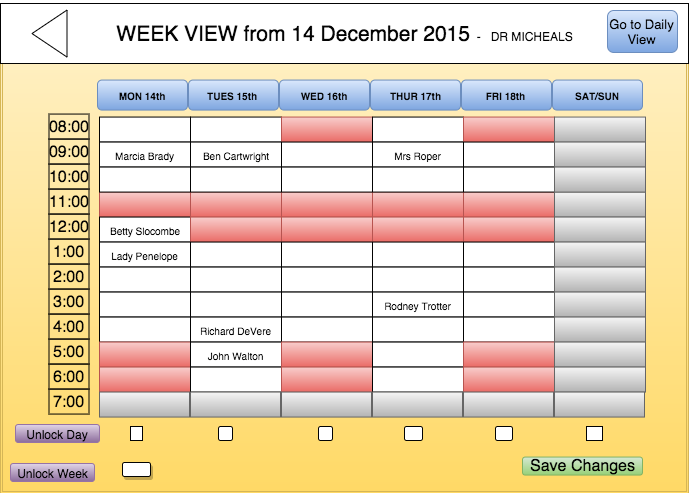 WEEK VIEW from 14 December 2015 - DR MICHEALS
Go to Daily
View
MON 14th TUES 15th WED 16th THUR 17th FRI 18th SAT/SUN
08:00
09:00 Marcia Brady Ben Cartwright Mrs Roper
10:00
11:00
12:00 Betty Slocombe
1:00 Lady Penelope
2:00
3:00 Rodney Trotter
4:00 Richard DeVere
5:00 John Walton
6:00
7:00
Unlock Day
Unlock Week
Save Changes